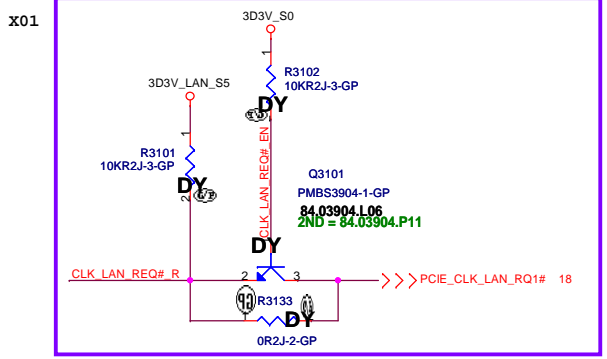 X01
3D3V_S0
1
R3102
10KR2J-3-GP
DY
3D3V_LAN_S5
1
R3101
10KR2J-3-GP
DY
2
CLK_LAN_REQ#_EN
Q3101
PMBS3904-1-GP
84.03904.L06
2ND = 84.03904.P11
DY
CLK_LAN_REQ#_R
2
3
PCIE_CLK_LAN_RQ1# 18
R3133
DY
0R2J-2-GP